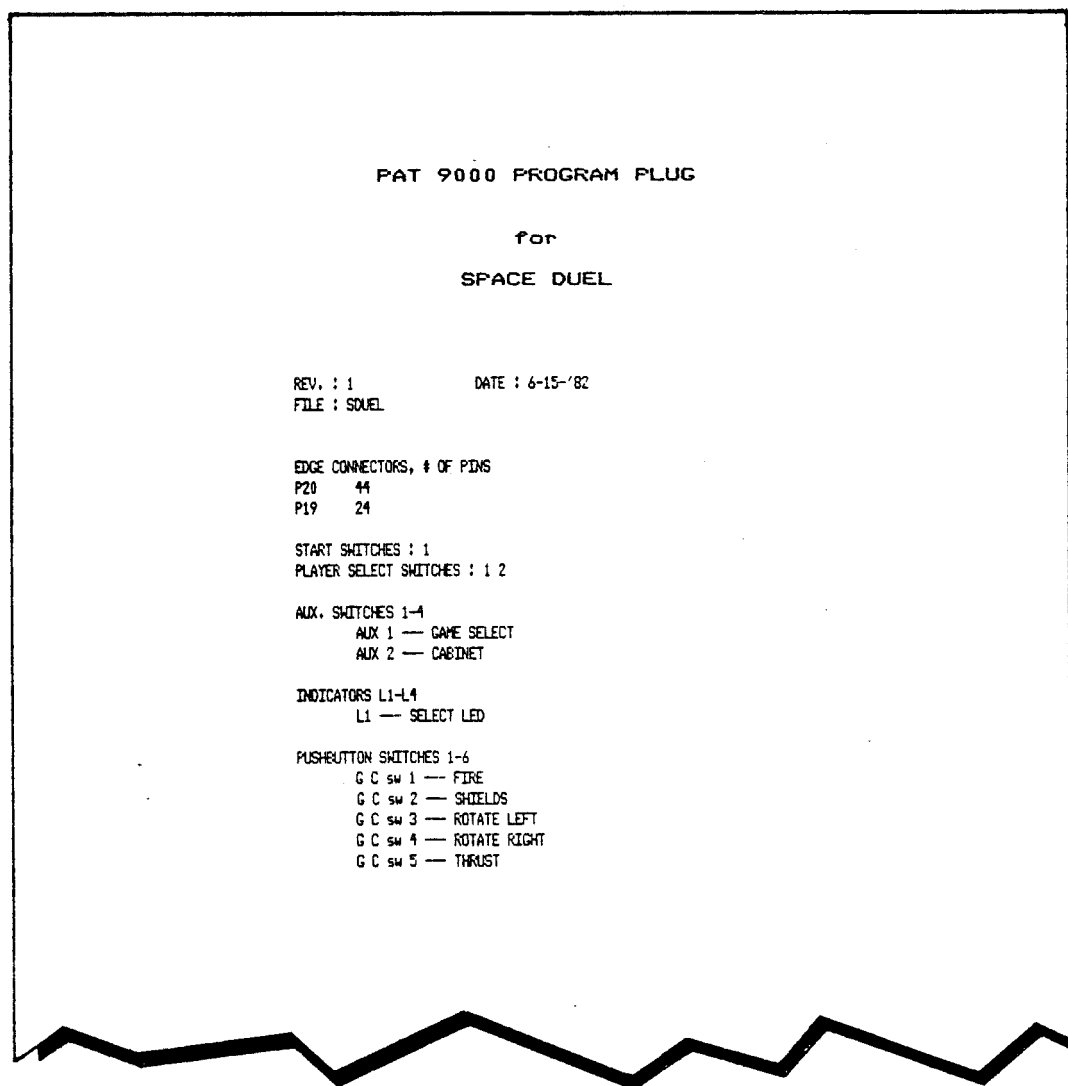 PAT 9000 PROGRAM PLUG
for
SPACE DUEL
REV. : 1 DATE : 6-15-'82
FILE : SDUEL
EDGE CONNECTORS, # OF PINS
P20 44
P19 24
START SWITCHES : 1
PLAYER SELECT SWITCHES : 1 2
AUX. SWITCHES 1-4
AUX 1 -- GAME SELECT
AUX 2 -- CABINET
INDICATORS L1-L4
L1 -- SELECT LED
PUSHBUTTON SWITCHES 1-6
G C sw 1 -- FIRE
G C sw 2 -- SHIELDS
G C sw 3 -- ROTATE LEFT
G C sw 4 -- ROTATE RIGHT
G C sw 5 -- THRUST